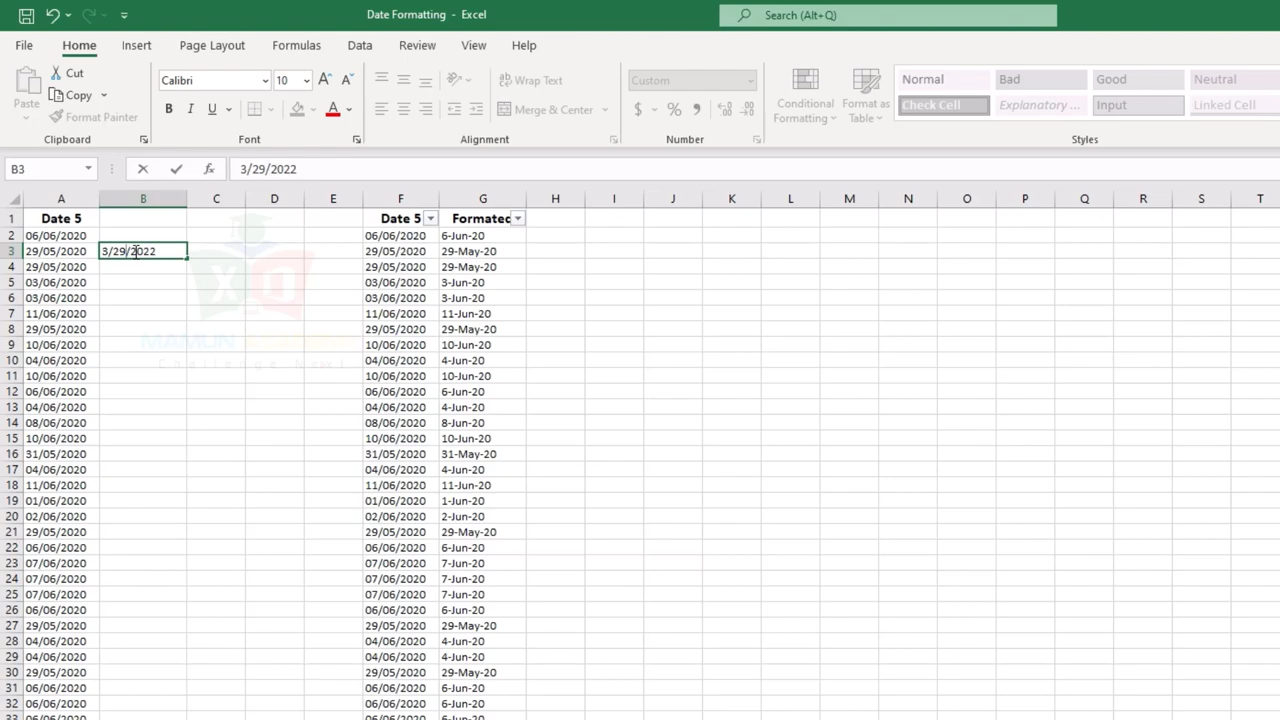 Date Formatting - Excel
Search (Alt+Q)
File Home Insert Page Layout Formulas Data Review View Help
Paste
Cut
Copy
Format Painter
Clipboard
Calibri 10
B I U
Font
Wrap Text
Merge & Center
Alignment
Custom
$ % ,
Number
Conditional Formatting
Format as Table
Normal Bad Good Neutral
Check Cell Explanatory ... Input Linked Cell
Styles
B3 fx 3/29/2022
A B C D E F G H I J K L M N O P Q R S T
1 Date 5 Date 5 Formated
2 06/06/2020 06/06/2020 6-Jun-20
3 29/05/2020 3/29/2022 29/05/2020 29-May-20
4 29/05/2020 29/05/2020 29-May-20
5 03/06/2020 03/06/2020 3-Jun-20
6 03/06/2020 03/06/2020 3-Jun-20
7 11/06/2020 11/06/2020 11-Jun-20
8 29/05/2020 29/05/2020 29-May-20
9 10/06/2020 10/06/2020 10-Jun-20
10 04/06/2020 04/06/2020 4-Jun-20
11 10/06/2020 10/06/2020 10-Jun-20
12 06/06/2020 06/06/2020 6-Jun-20
13 04/06/2020 04/06/2020 4-Jun-20
14 08/06/2020 08/06/2020 8-Jun-20
15 10/06/2020 10/06/2020 10-Jun-20
16 31/05/2020 31/05/2020 31-May-20
17 04/06/2020 04/06/2020 4-Jun-20
18 11/06/2020 11/06/2020 11-Jun-20
19 01/06/2020 01/06/2020 1-Jun-20
20 02/06/2020 02/06/2020 2-Jun-20
21 29/05/2020 29/05/2020 29-May-20
22 06/06/2020 06/06/2020 6-Jun-20
23 07/06/2020 07/06/2020 7-Jun-20
24 07/06/2020 07/06/2020 7-Jun-20
25 07/06/2020 07/06/2020 7-Jun-20
26 06/06/2020 06/06/2020 6-Jun-20
27 29/05/2020 29/05/2020 29-May-20
28 04/06/2020 04/06/2020 4-Jun-20
29 04/06/2020 04/06/2020 4-Jun-20
30 29/05/2020 29/05/2020 29-May-20
31 06/06/2020 06/06/2020 6-Jun-20
32 06/06/2020 06/06/2020 6-Jun-20
33 06/06/2020 06/06/2020 6-Jun-20
MAMUN
Challenge Next